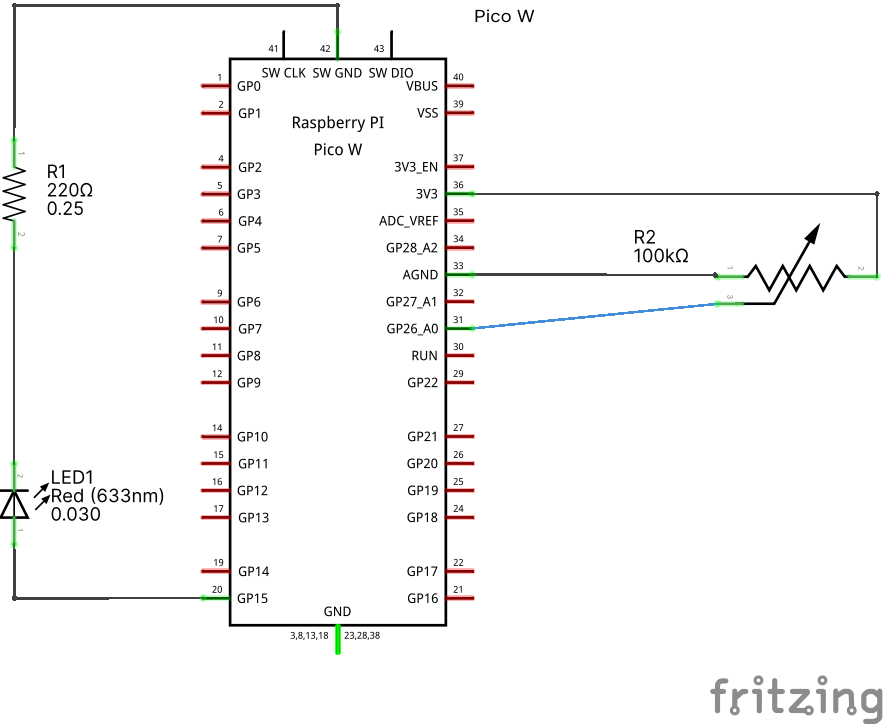 Pico W
41 42 43
SW CLK SW GND SW DIO
1 GP0 VBUS 40
2 GP1 VSS 39
Raspberry PI
Pico W
4 GP2 3V3_EN 37
5 GP3 3V3 36
6 GP4 ADC_VREF 35
7 GP5 GP28_A2 34
AGND 33
9 GP6 GP27_A1 32
10 GP7 GP26_A0 31
11 GP8 RUN 30
12 GP9 GP22 29
14 GP10 GP21 27
15 GP11 GP20 26
16 GP12 GP19 25
17 GP13 GP18 24
19 GP14 GP17 22
20 GP15 GP16 21
GND
3,8,13,18 23,28,38
1
R1
220Ω
0.25
2
R2
100kΩ
1 2
3
2
LED1
Red (633nm)
0.030
1
fritzing